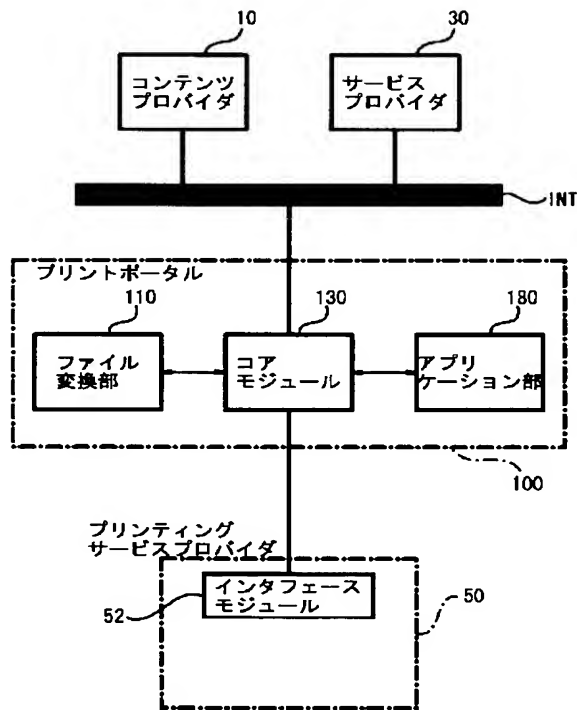 10
30
コンテンツ
プロバイダ
サービス
プロバイダ
INT
プリントポータル
110
130
180
ファイル
変換部
コア
モジュール
アプリ
ケーション部
100
プリンティング
サービスプロバイダ
インタフェース
モジュール
52
50